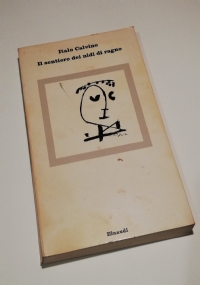 Italo Calvino
Il sentiero dei nidi di ragno
Einaudi